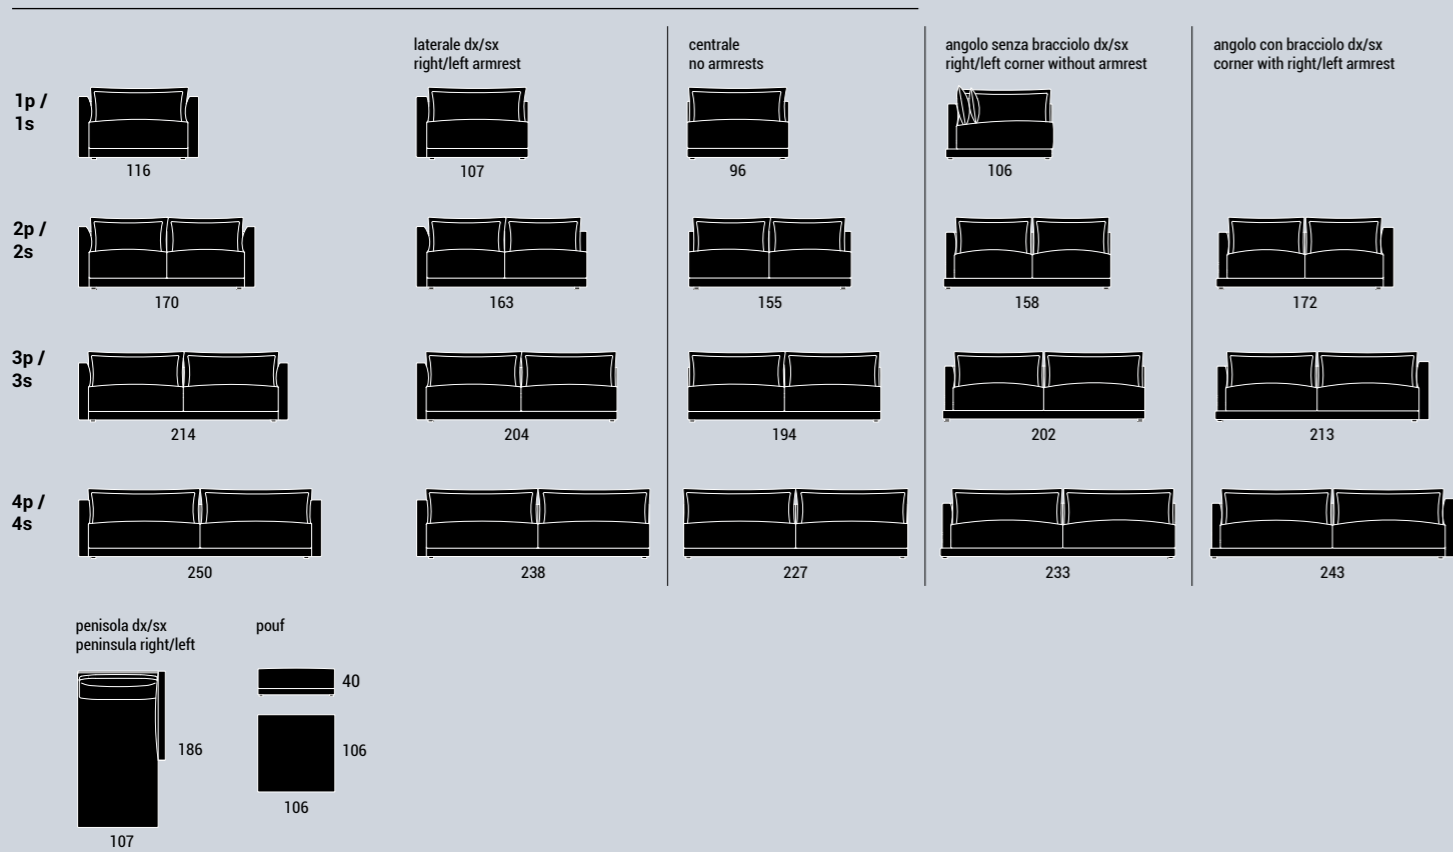 laterale dx/sx
right/left armrest
centrale
no armrests
angolo senza bracciolo dx/sx
right/left corner without armrest
angolo con bracciolo dx/sx
corner with right/left armrest
1p /
1s
116
107
96
106
2p /
2s
170
163
155
158
172
3p /
3s
214
204
194
202
213
4p /
4s
250
238
227
233
243
penisola dx/sx
peninsula right/left
186
107
pouf
40
106
106